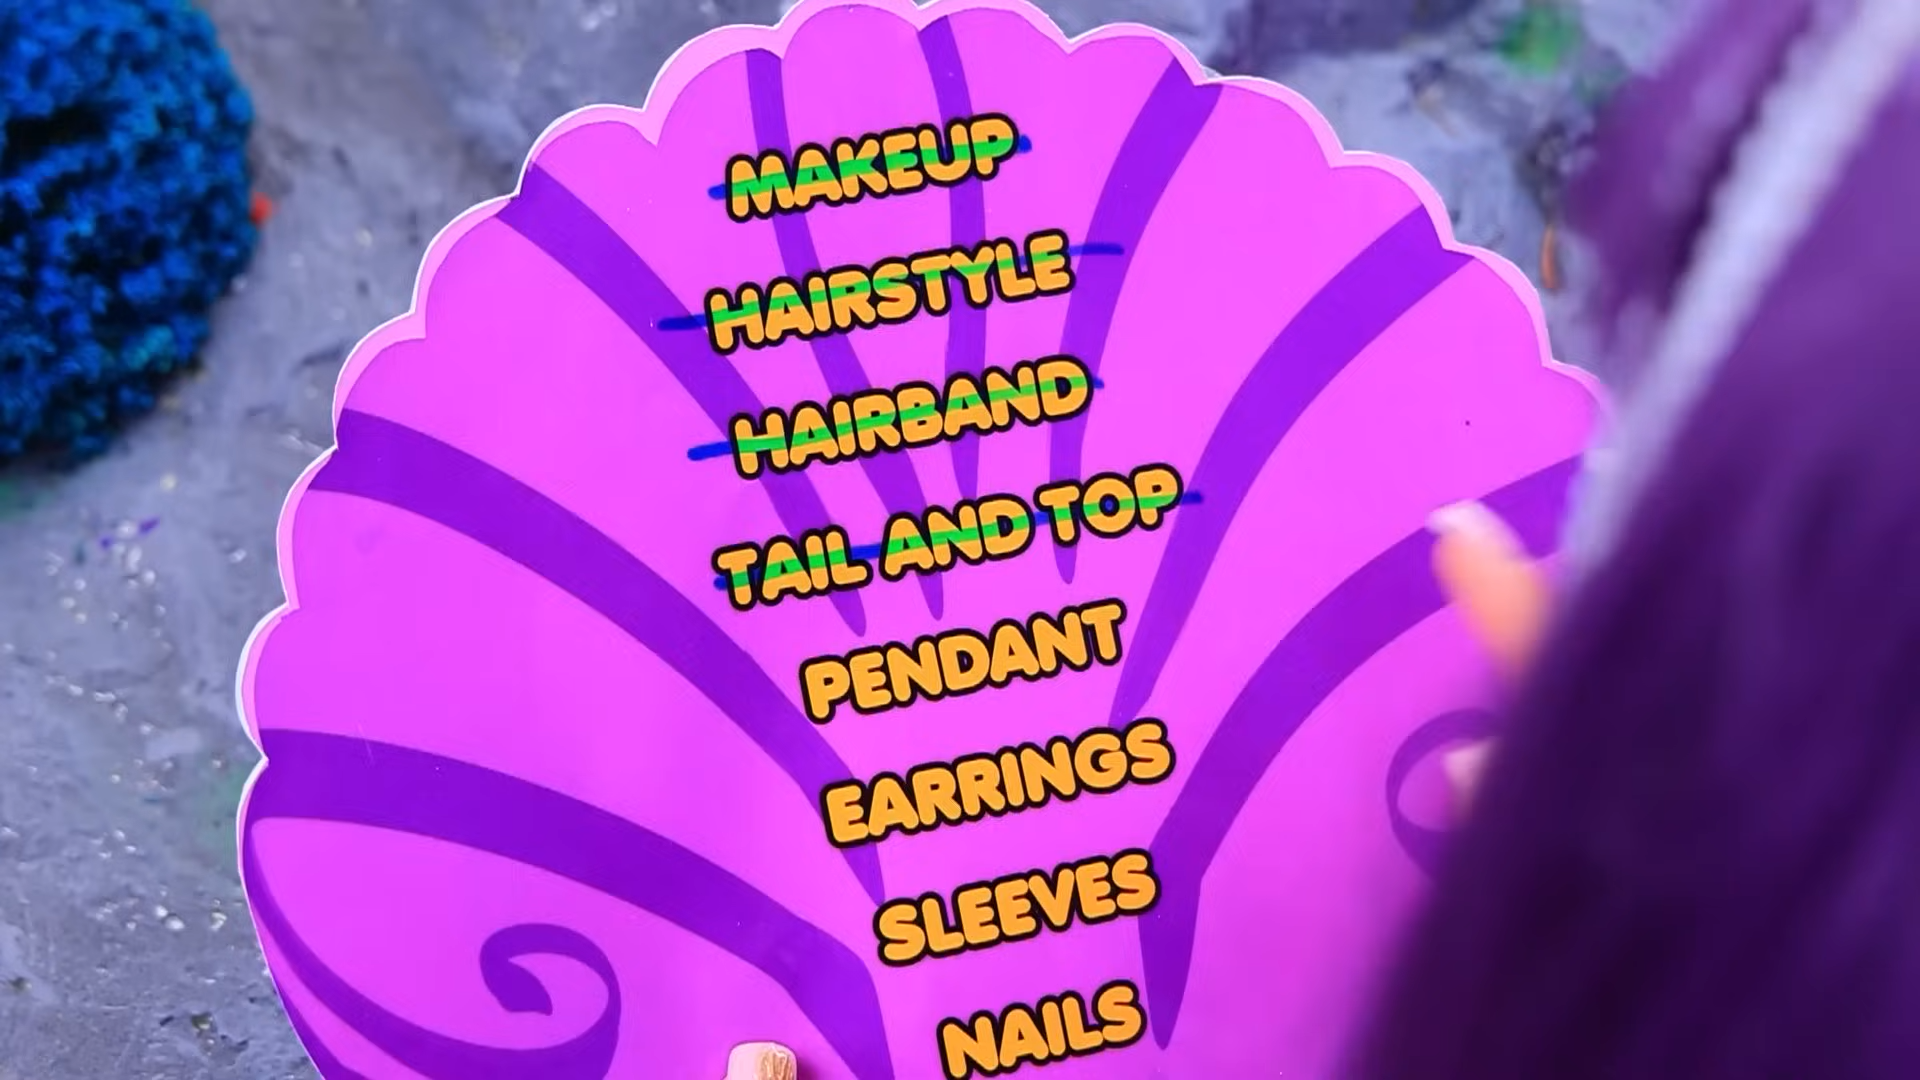 MAKEUP
HAIRSTYLE
HAIRBAND
TAIL AND TOP
PENDANT
EARRINGS
SLEEVES
NAILS